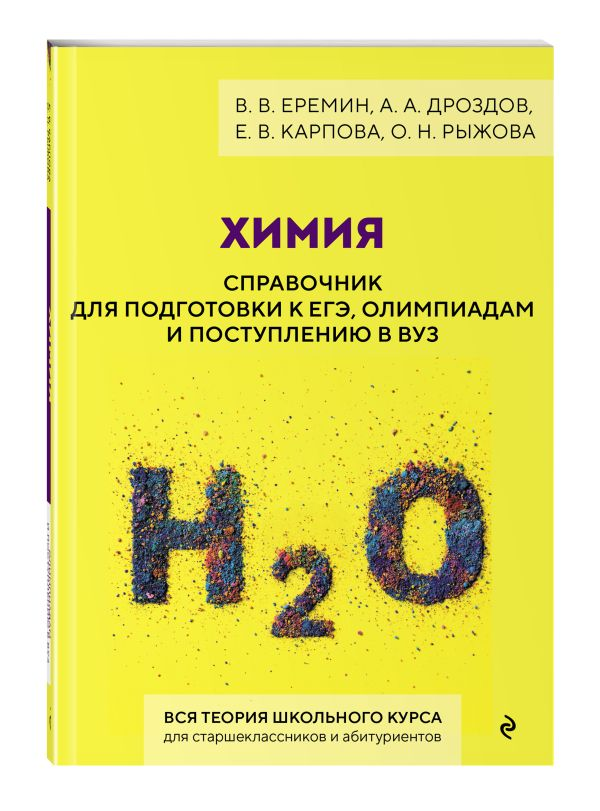 В. В. ЕРЕМИН, А. А. ДРОЗДОВ,
Е. В. КАРПОВА, О. Н. РЫЖОВА
ХИМИЯ
СПРАВОЧНИК
ДЛЯ ПОДГОТОВКИ К ЕГЭ, ОЛИМПИАДАМ
И ПОСТУПЛЕНИЮ В ВУЗ
H2O
ВСЯ ТЕОРИЯ ШКОЛЬНОГО КУРСА
для старшеклассников и абитуриентов